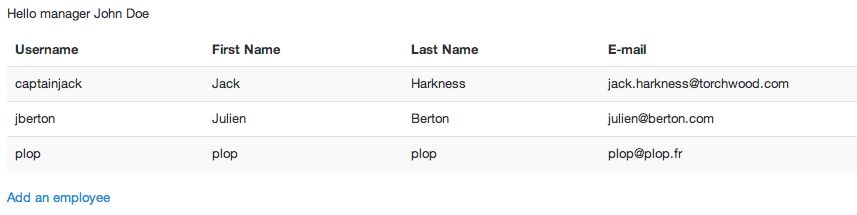 Hello manager John Doe
Username First Name Last Name E-mail
captainjack Jack Harkness jack.harkness@torchwood.com
jberton Julien Berton julien@berton.com
plop plop plop plop@plop.fr
Add an employee